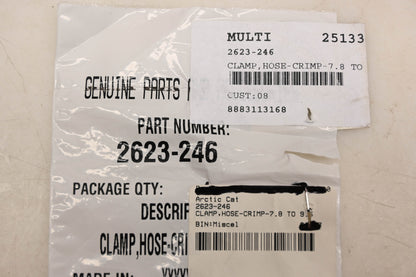 MULTI 25133
2623-246
CLAMP,HOSE-CRIMP-7.8 TO
CUST:08
8883113168
GENUINE PARTS
PART NUMBER:
2623-246
PACKAGE QTY:
DESCRIP
CLAMP,HOSE-CRIM
MADE IN:
Arctic Cat
2623-246
CLAMP,HOSE-CRIMP-7.8 TO 9.
BIN:Miscel